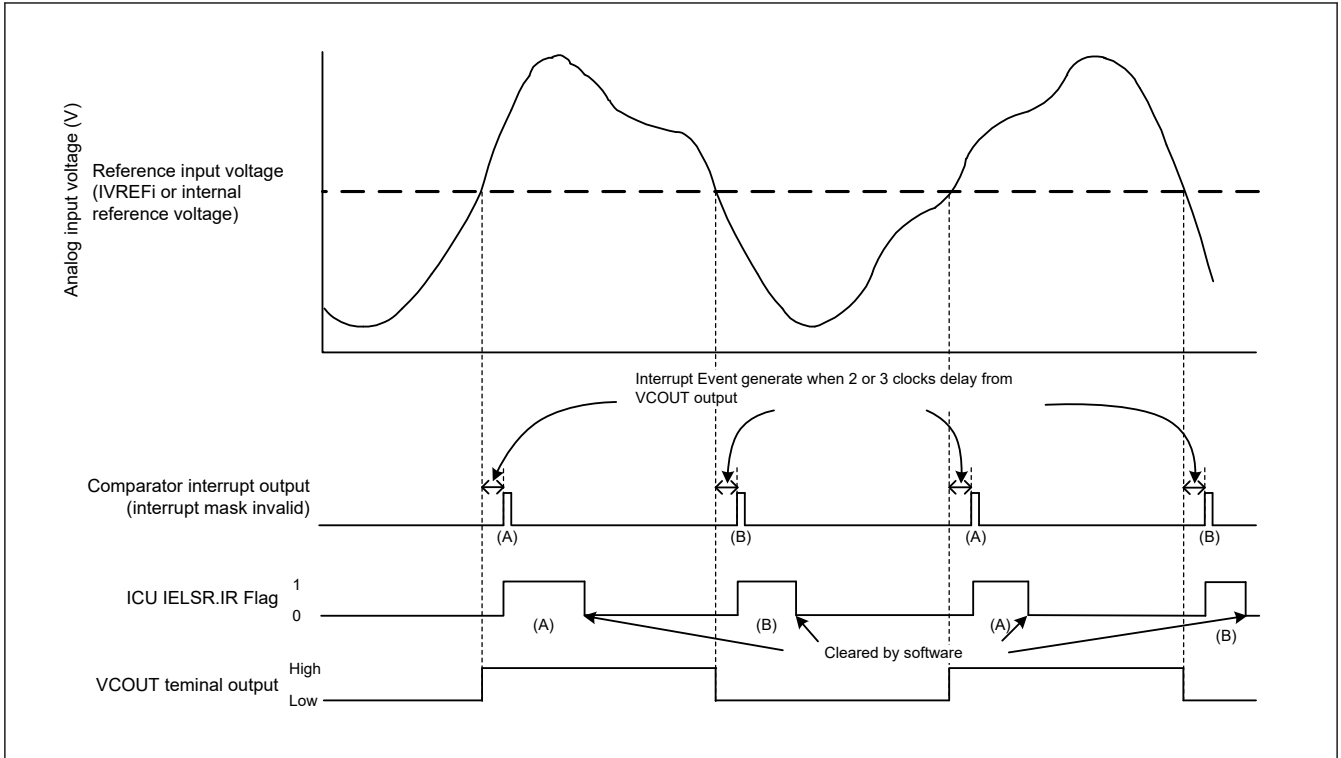 Analog input voltage (V)
Reference input voltage
(IVREFi or internal
reference voltage)
Interrupt Event generate when 2 or 3 clocks delay from
VCOUT output
Comparator interrupt output
(interrupt mask invalid)
(A)
(B)
(A)
(B)
ICU IELSR.IR Flag
1
0
(A)
(B)
(A)
(B)
Cleared by software
VCOUT teminal output
High
Low